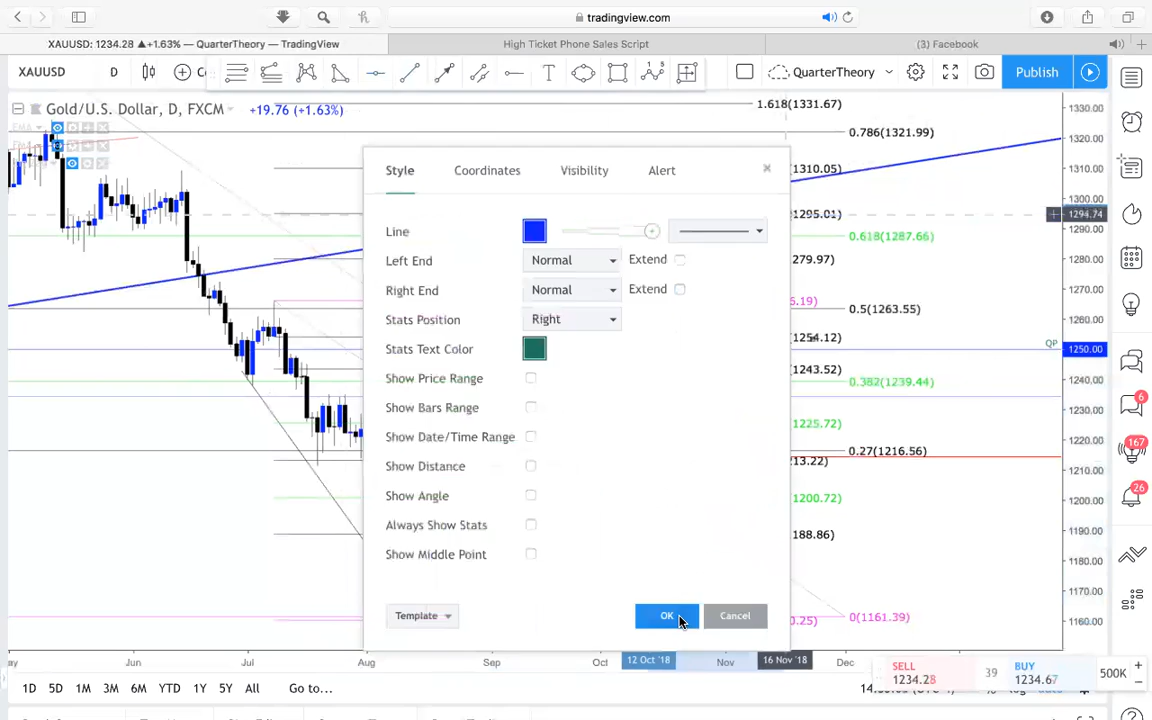 tradingview.com
XAUUSD: 1234.28 ▲+1.63% — QuarterTheory — TradingView
High Ticket Phone Sales Script
(3) Facebook
XAUUSD
D
QuarterTheory
Publish
Gold/U.S. Dollar, D, FXCM
+19.76 (+1.63%)
1.618(1331.67)
1330.00
0.786(1321.99)
1320.00
1310.05)
1310.00
1300.00
1295.01)
1294.74
1290.00
0.618(1287.66)
1280.00
279.97)
1270.00
6.19)
0.5(1263.55)
1260.00
1254.12)
QP
1250.00
1243.52)
1240.00
0.382(1239.44)
1230.00
1225.72)
1220.00
0.27(1216.56)
13.22)
1210.00
1200.00
1200.72)
1190.00
188.86)
1180.00
1170.00
0.25)
0(1161.39)
1160.00
Style
Coordinates
Visibility
Alert
Line
Left End
Normal
Extend
Right End
Normal
Extend
Stats Position
Right
Stats Text Color
Show Price Range
Show Bars Range
Show Date/Time Range
Show Distance
Show Angle
Always Show Stats
Show Middle Point
Template
OK
Cancel
6
167
26
Jun
Jul
Aug
Sep
Oct
12 Oct '18
Nov
16 Nov '18
Dec
SELL
1234.28
39
BUY
1234.67
500K
1D
5D
1M
3M
6M
YTD
1Y
5Y
All
Go to...